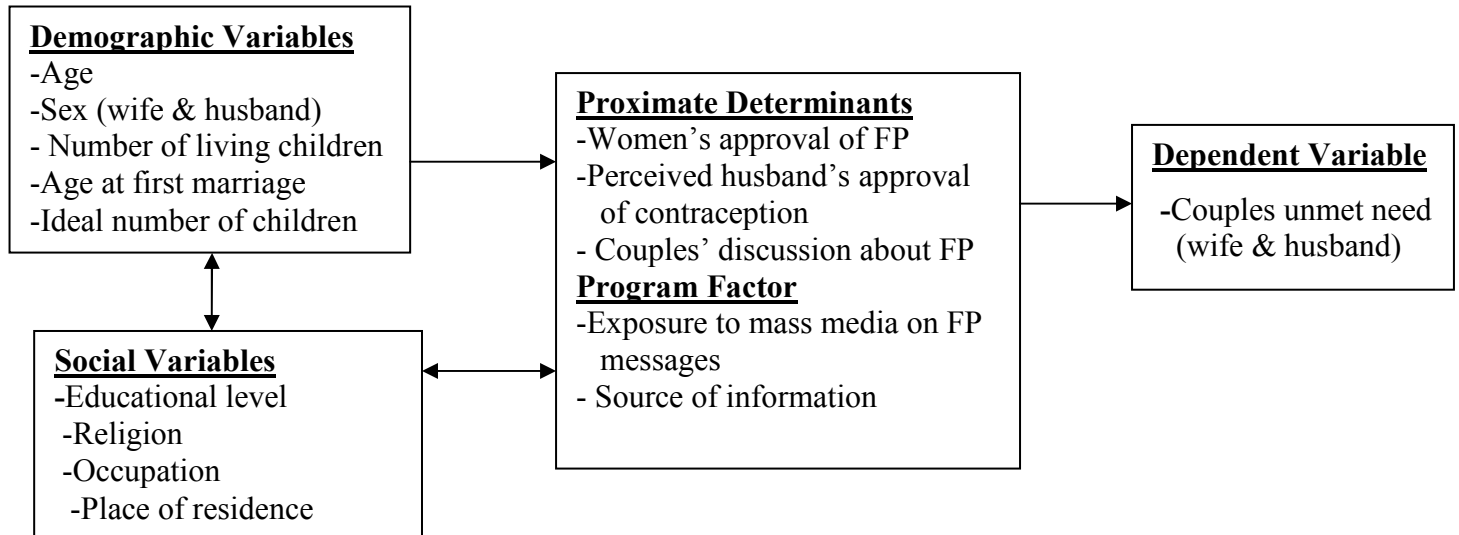 Demographic Variables
-Age
-Sex (wife & husband)
- Number of living children
-Age at first marriage
-Ideal number of children
Social Variables
-Educational level
-Religion
-Occupation
-Place of residence
Proximate Determinants
-Women’s approval of FP
-Perceived husband’s approval
of contraception
- Couples’ discussion about FP
Program Factor
-Exposure to mass media on FP
messages
- Source of information
Dependent Variable
-Couples unmet need
(wife & husband)